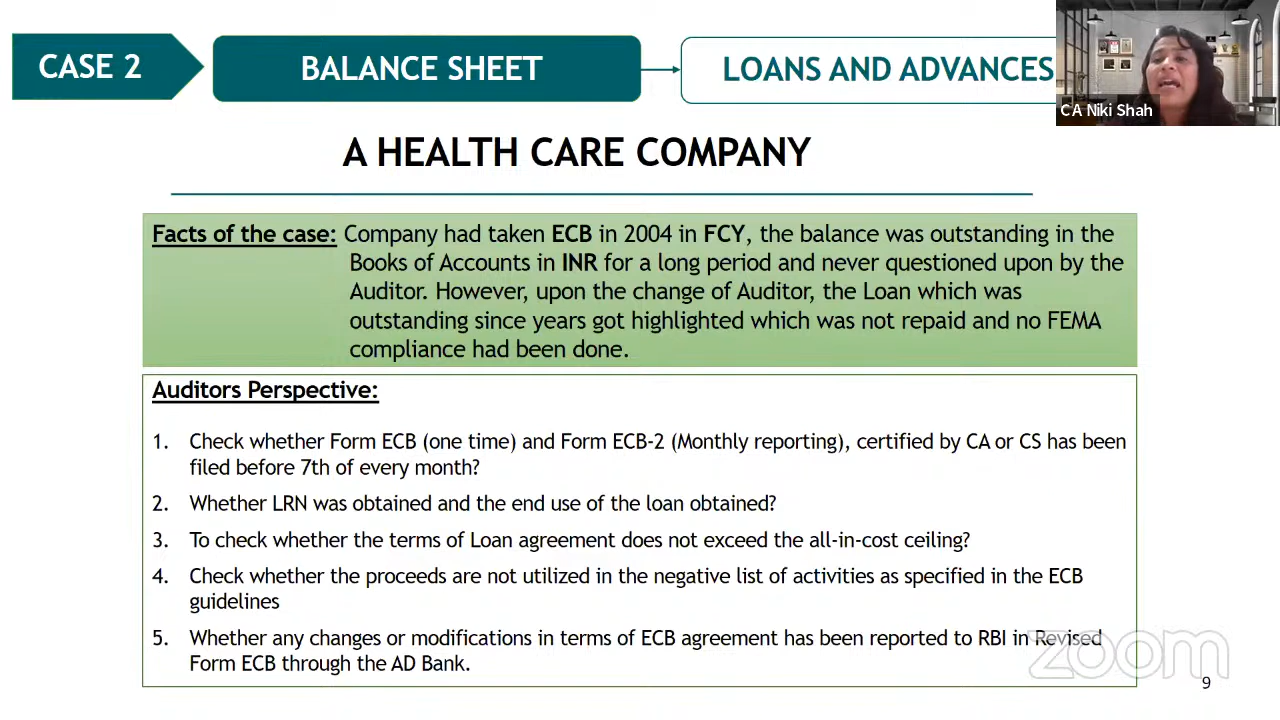 CASE 2
BALANCE SHEET
LOANS AND ADVANCES
CA Niki Shah
A HEALTH CARE COMPANY
Facts of the case: Company had taken ECB in 2004 in FCY, the balance was outstanding in the
Books of Accounts in INR for a long period and never questioned upon by the
Auditor. However, upon the change of Auditor, the Loan which was
outstanding since years got highlighted which was not repaid and no FEMA
compliance had been done.
Auditors Perspective:
1. Check whether Form ECB (one time) and Form ECB-2 (Monthly reporting), certified by CA or CS has been
filed before 7th of every month?
2. Whether LRN was obtained and the end use of the loan obtained?
3. To check whether the terms of Loan agreement does not exceed the all-in-cost ceiling?
4. Check whether the proceeds are not utilized in the negative list of activities as specified in the ECB
guidelines
5. Whether any changes or modifications in terms of ECB agreement has been reported to RBI in Revised
Form ECB through the AD Bank.
zoom
9